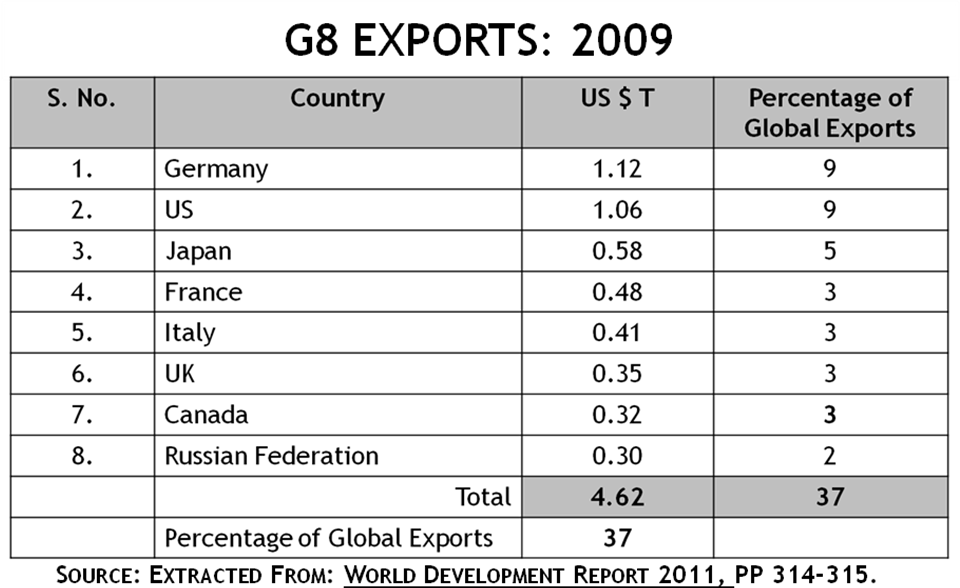 G8 EXPORTS: 2009
S. No. Country US $ T Percentage of
Global Exports
1. Germany 1.12 9
2. US 1.06 9
3. Japan 0.58 5
4. France 0.48 3
5. Italy 0.41 3
6. UK 0.35 3
7. Canada 0.32 3
8. Russian Federation 0.30 2
Total 4.62 37
Percentage of Global Exports 37
SOURCE: EXTRACTED FROM: WORLD DEVELOPMENT REPORT 2011, PP 314-315.